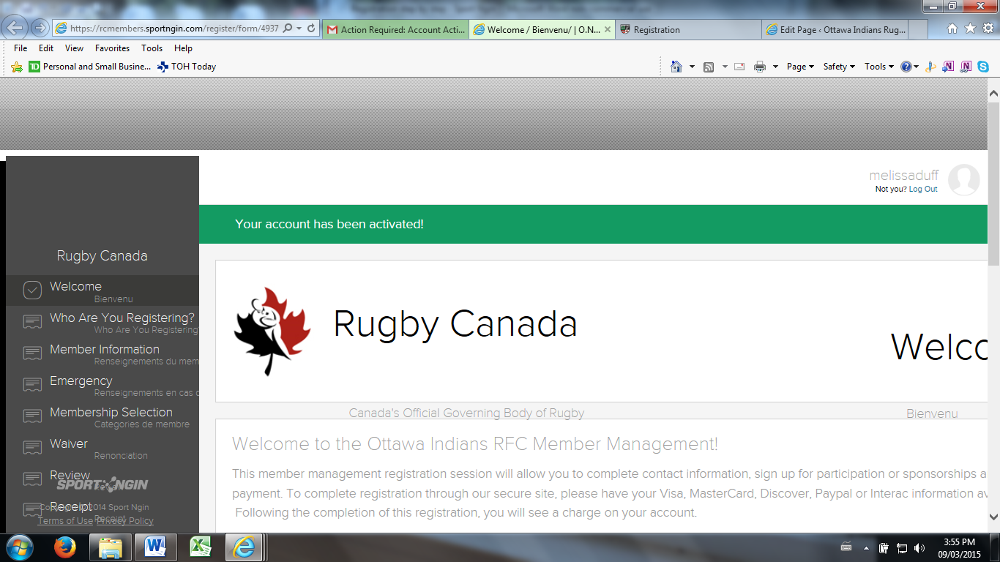 https://rcmembers.sportngin.com/register/form/4937
Action Required: Account Acti...
Welcome / Bienvenu/ | O.N...
Registration
Edit Page ‹ Ottawa Indians Rug...
File Edit View Favorites Tools Help
Personal and Small Busine... TOH Today
Page Safety Tools
melissaduff
Not you? Log Out
Your account has been activated!
Rugby Canada
Welcome
Bienvenu
Who Are You Registering?
Who Are You Registering
Member Information
Renseignements du mem
Emergency
Renseignements en cas
Membership Selection
Categories de membre
Waiver
Renonciation
Review
SPORT NGIN
Receipt
Copyright 2014 Sport Ngin
Receipt
Terms of Use Privacy Policy
Rugby Canada
Welco
Canada's Official Governing Body of Rugby
Bienvenu
Welcome to the Ottawa Indians RFC Member Management!
This member management registration session will allow you to complete contact information, sign up for participation or sponsorships a
payment. To complete registration through our secure site, please have your Visa, MasterCard, Discover, Paypal or Interac information av
Following the completion of this registration, you will see a charge on your account.
3:55 PM
09/03/2015